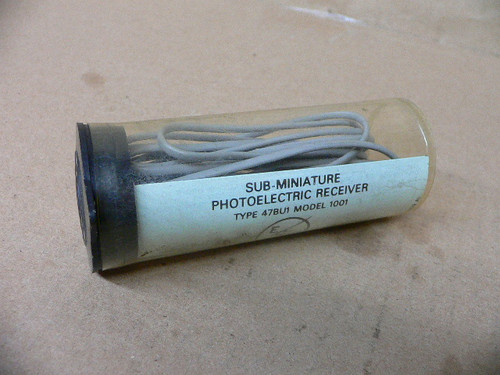 SUB-MINIATURE
PHOTOELECTRIC RECEIVER
TYPE 47BU1 MODEL 1001
E